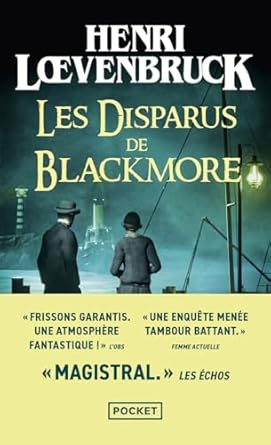 HENRI
LŒVENBRUCK
LES DISPARUS
DE
BLACKMORE
« FRISSONS GARANTIS.
UNE ATMOSPHÈRE
FANTASTIQUE ! » L'OBS
« UNE ENQUÊTE MENÉE
TAMBOUR BATTANT. »
FEMME ACTUELLE
« MAGISTRAL. » LES ÉCHOS
POCKET